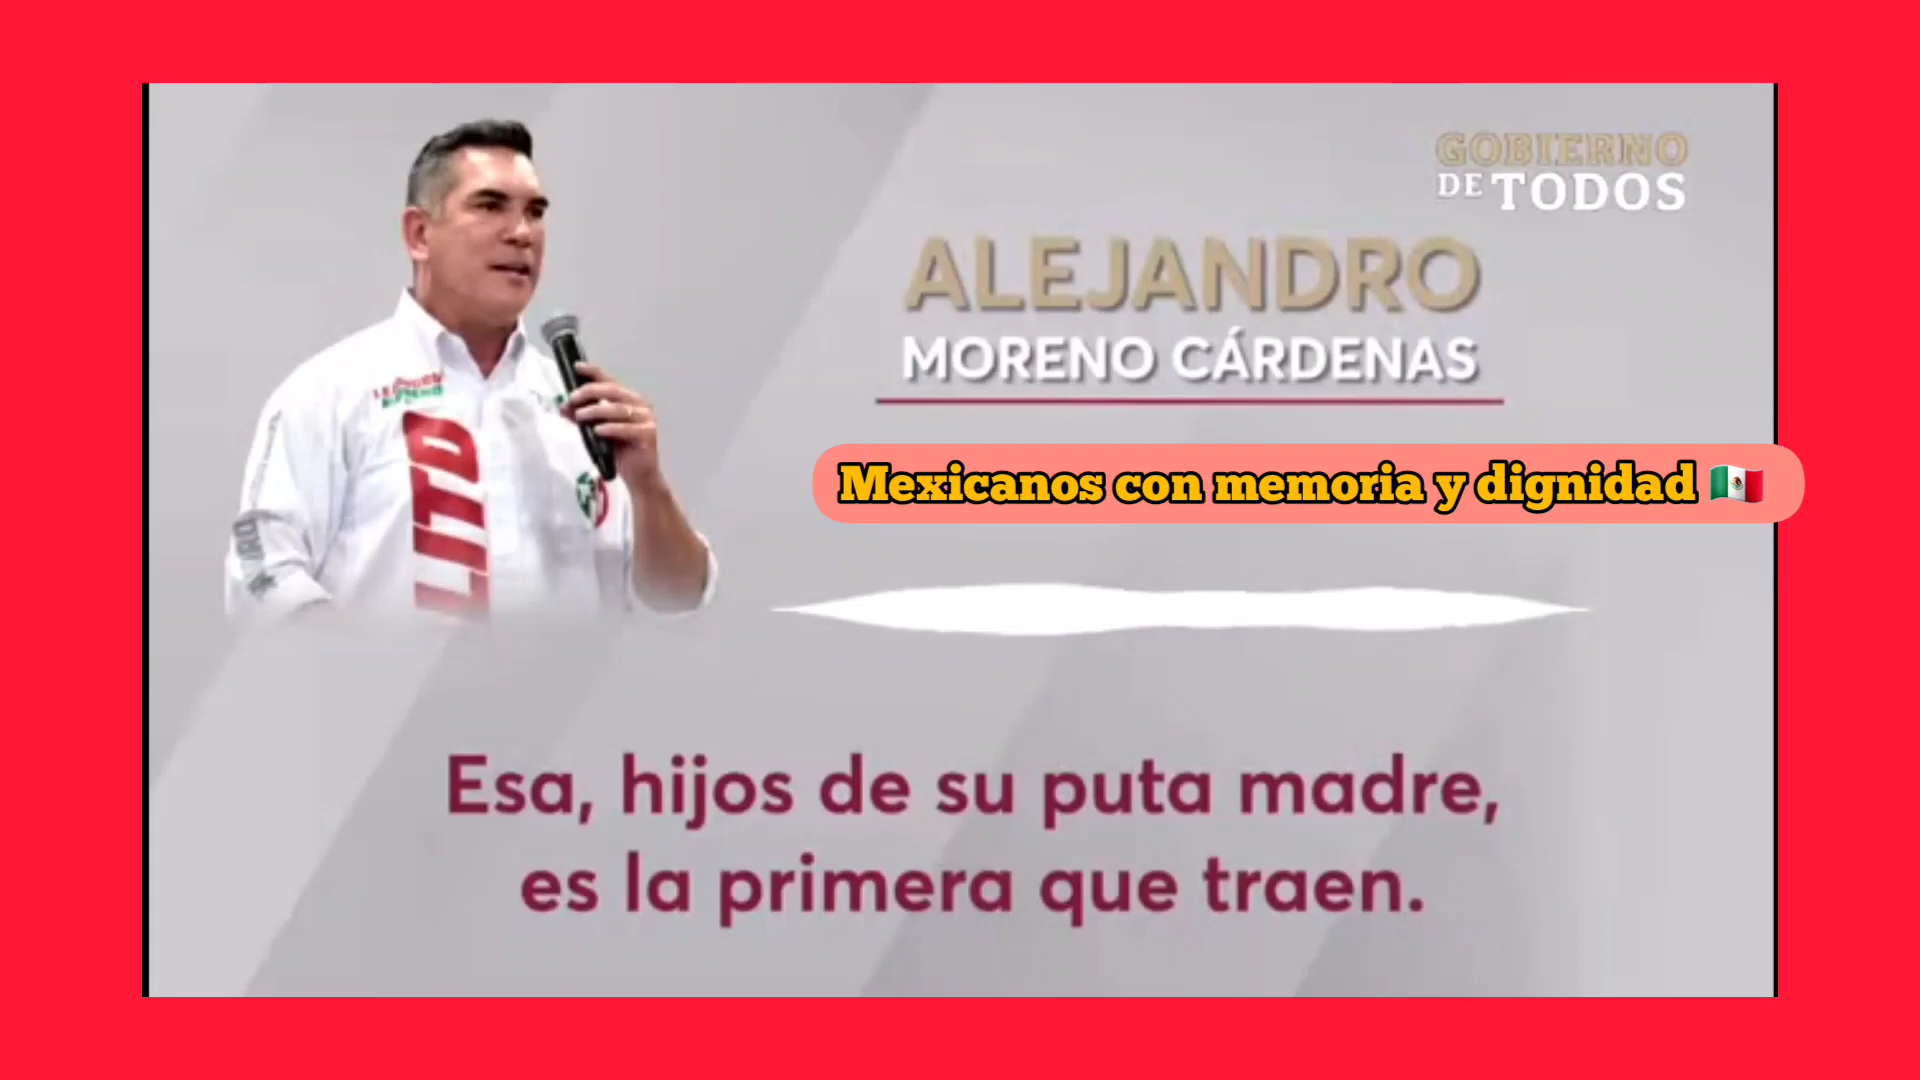 GOBIERNO
DE TODOS
ALEJANDRO
MORENO CÁRDENAS
Mexicanos con memoria y dignidad 🇲🇽
LITO
Esa, hijos de su puta madre,
es la primera que traen.